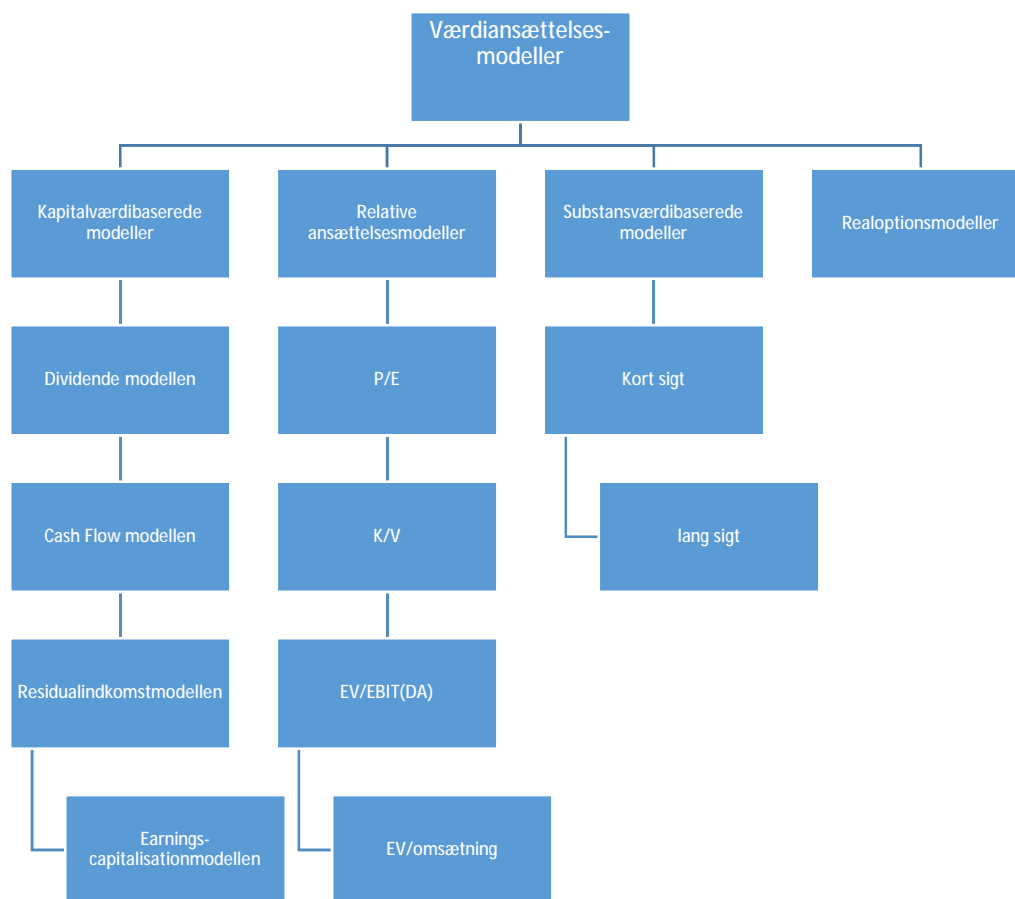 Værdiansættelses-
modeller
Kapitalværdibaserede
modeller
Relative
ansættelsesmodeller
Substansværdibaserede
modeller
Realoptionsmodeller
Dividende modellen
P/E
Kort sigt
Cash Flow modellen
K/V
lang sigt
Residualindkomstmodellen
EV/EBIT(DA)
Earnings-
capitalisationmodellen
EV/omsætning